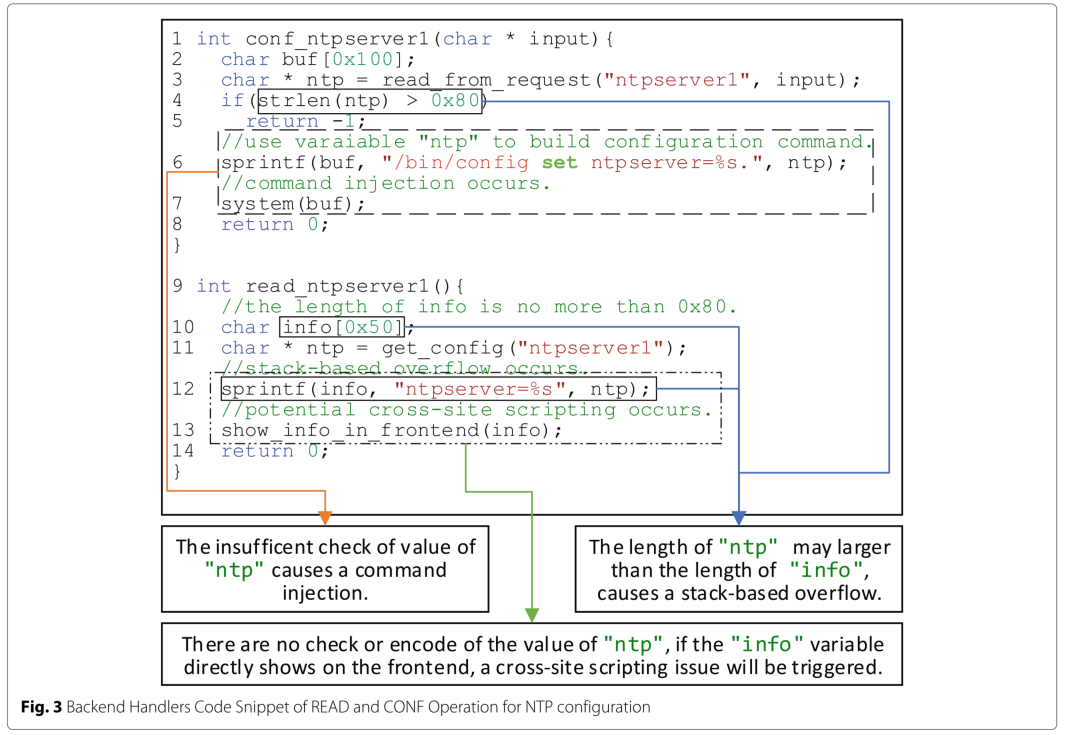 1 int conf_ntpserver1(char * input){
2 char buf[0x100];
3 char * ntp = read_from_request("ntpserver1", input);
4 if(strlen(ntp) > 0x80)
5 return -1;
//use varaiable "ntp" to build configuration command.
6 sprintf(buf, "/bin/config set ntpserver=%s.", ntp);
//command injection occurs.
7 system(buf);
8 return 0;
}
9 int read_ntpserver1(){
//the length of info is no more than 0x80.
10 char info[0x50];
11 char * ntp = get_config("ntpserver1");
//stack-based overflow occurs.
12 sprintf(info, "ntpserver=%s", ntp);
//potential cross-site scripting occurs.
13 show_info_in_frontend(info);
14 return 0;
}
The insufficent check of value of
"ntp" causes a command
injection.
The length of "ntp" may larger
than the length of "info",
causes a stack-based overflow.
There are no check or encode of the value of "ntp", if the "info" variable
directly shows on the frontend, a cross-site scripting issue will be triggered.
Fig. 3 Backend Handlers Code Snippet of READ and CONF Operation for NTP configuration